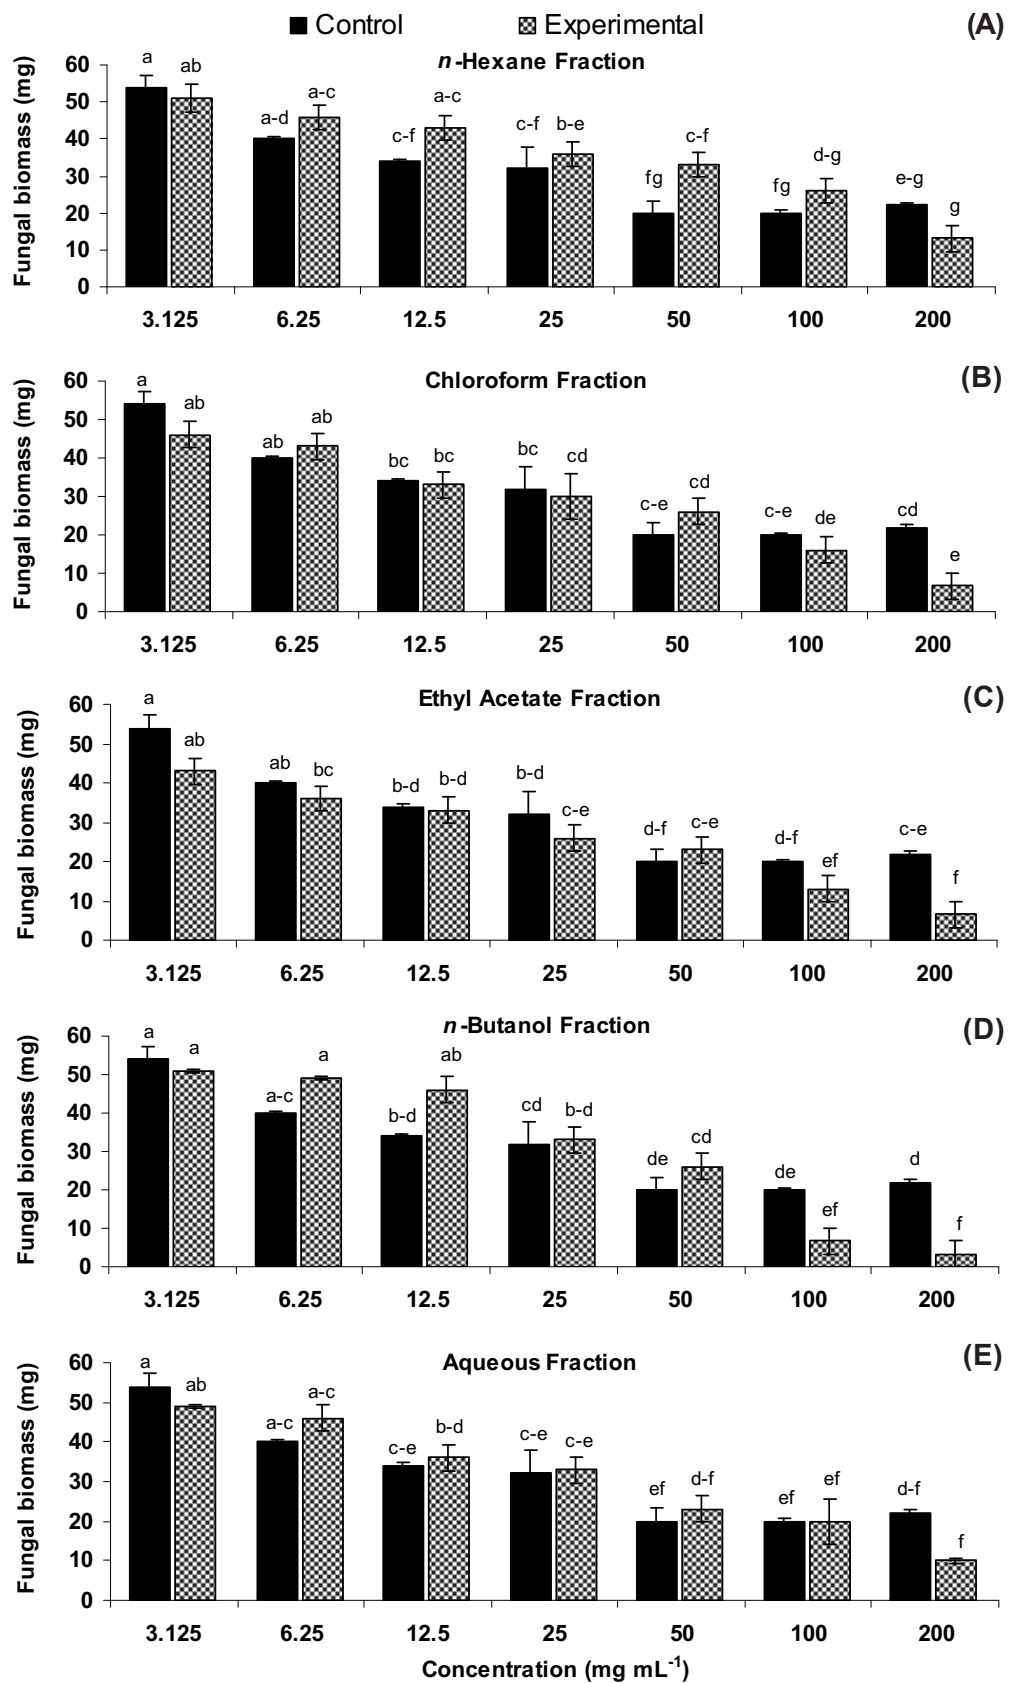 Control Experimental (A)
n-Hexane Fraction
Fungal biomass (mg)
60
50
40
30
20
10
0
a ab a-d a-c c-f a-c c-f b-e fg c-f fg d-g e-g g
3.125 6.25 12.5 25 50 100 200
(B)
Chloroform Fraction
Fungal biomass (mg)
60
50
40
30
20
10
0
a ab ab ab bc bc bc cd c-e cd c-e de cd e
3.125 6.25 12.5 25 50 100 200
(C)
Ethyl Acetate Fraction
Fungal biomass (mg)
60
50
40
30
20
10
0
a ab ab bc b-d b-d b-d c-e d-f c-e d-f ef c-e f
3.125 6.25 12.5 25 50 100 200
(D)
n-Butanol Fraction
Fungal biomass (mg)
60
50
40
30
20
10
0
a a a-c a b-d ab cd b-d de cd de ef d f
3.125 6.25 12.5 25 50 100 200
(E)
Aqueous Fraction
Fungal biomass (mg)
60
50
40
30
20
10
0
a ab a-c a-c c-e b-d c-e c-e ef d-f ef ef d-f f
3.125 6.25 12.5 25 50 100 200
Concentration (mg mL⁻¹)